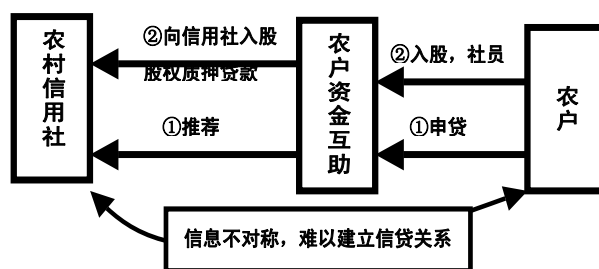 农村信用社
②向信用社入股
股权质押贷款
①推荐
农户资金互助
②入股，社员
①申贷
农户
信息不对称，难以建立信贷关系